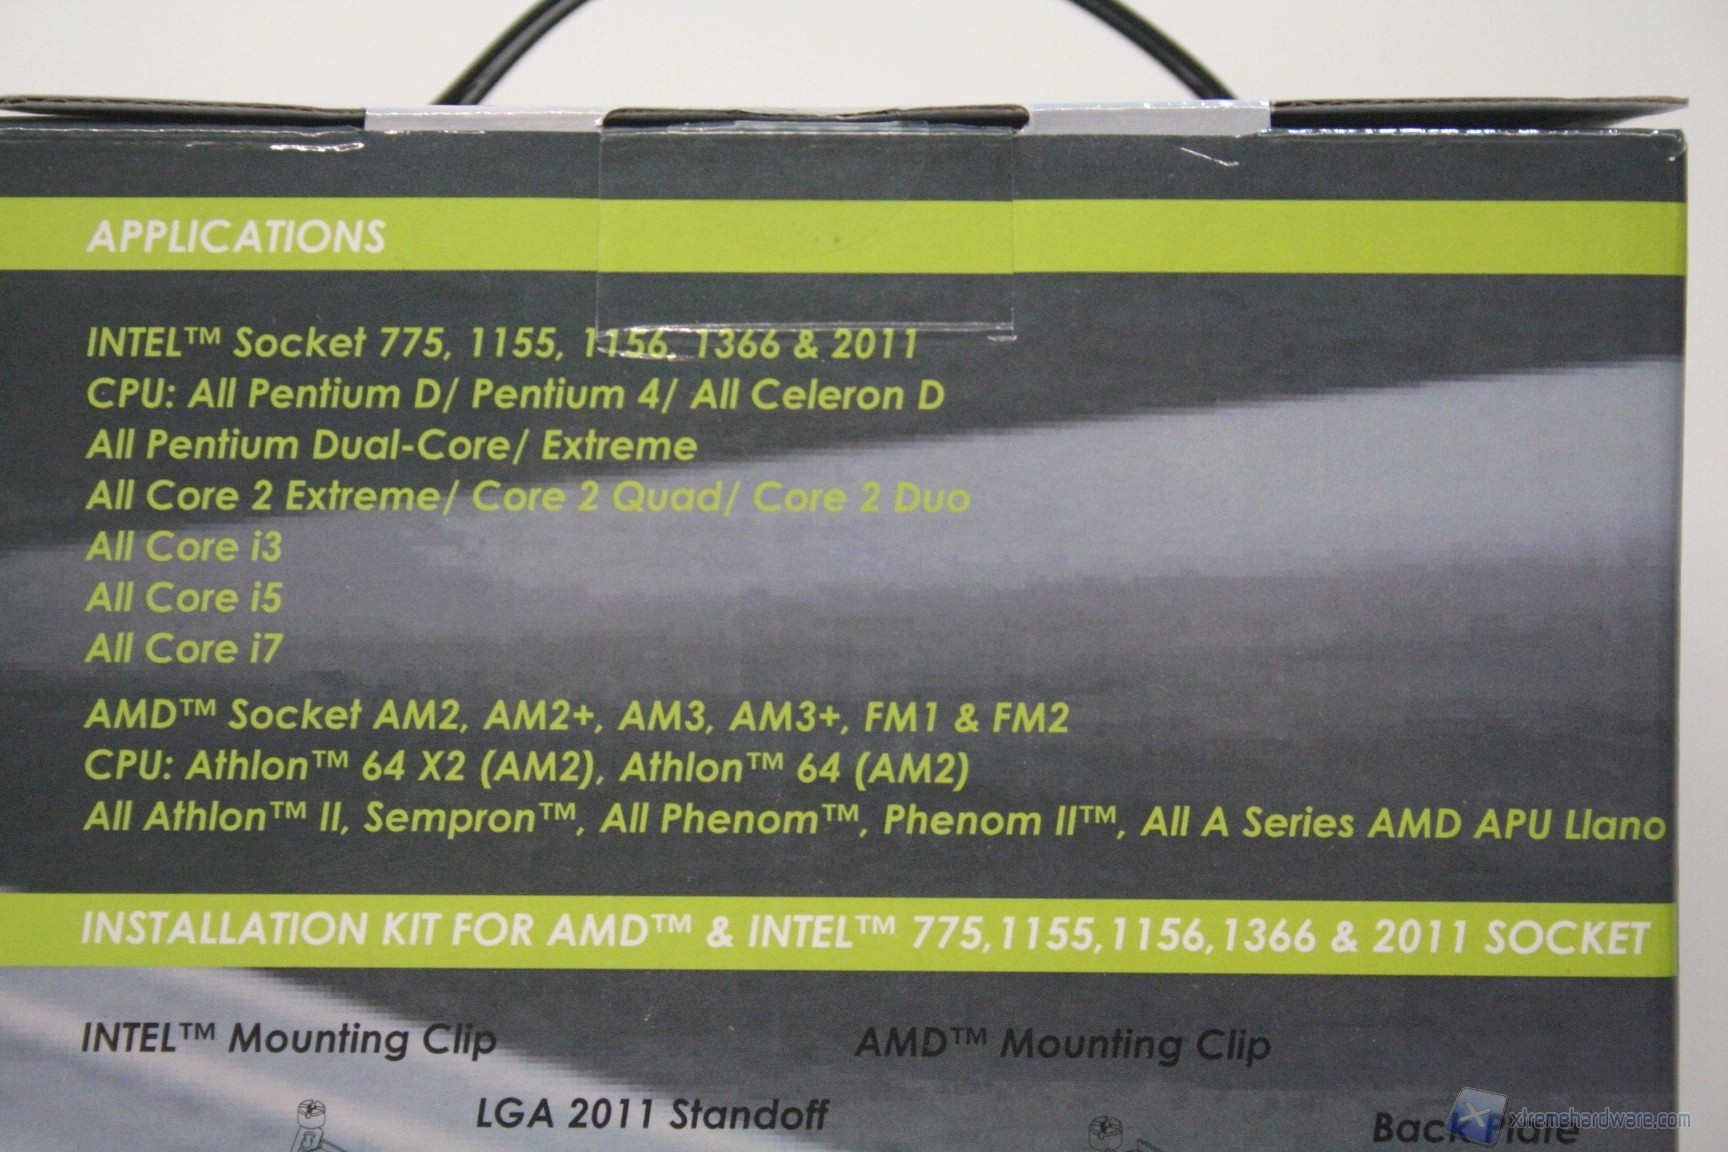 APPLICATIONS
INTEL™ Socket 775, 1155, 1156, 1366 & 2011
CPU: All Pentium D/ Pentium 4/ All Celeron D
All Pentium Dual-Core/ Extreme
All Core 2 Extreme/ Core 2 Quad/ Core 2 Duo
All Core i3
All Core i5
All Core i7
AMD™ Socket AM2, AM2+, AM3, AM3+, FM1 & FM2
CPU: Athlon™ 64 X2 (AM2), Athlon™ 64 (AM2)
All Athlon™ II, Sempron™, All Phenom™, Phenom II™, All A Series AMD APU Llano
INSTALLATION KIT FOR AMD™ & INTEL™ 775,1155,1156,1366 & 2011 SOCKET
INTEL™ Mounting Clip
AMD™ Mounting Clip
LGA 2011 Standoff
Back Plate
xtremehardware.com